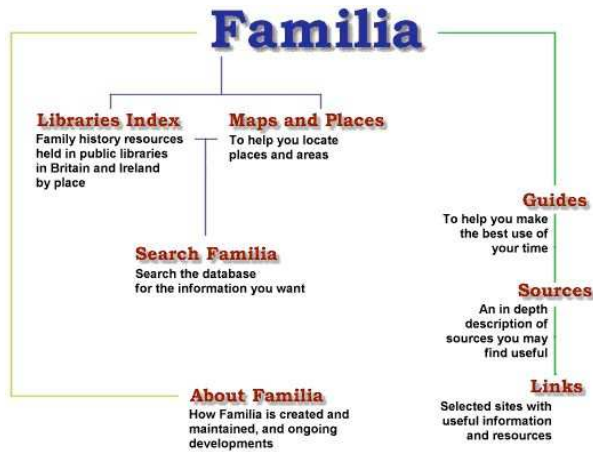 Familia
Libraries Index
Family history resources
held in public libraries
in Britain and Ireland
by place
Maps and Places
To help you locate
places and areas
Search Familia
Search the database
for the information you want
Guides
To help you make
the best use of
your time
Sources
An in depth
description of
sources you may
find useful
Links
Selected sites with
useful information
and resources
About Familia
How Familia is created and
maintained, and ongoing
developments